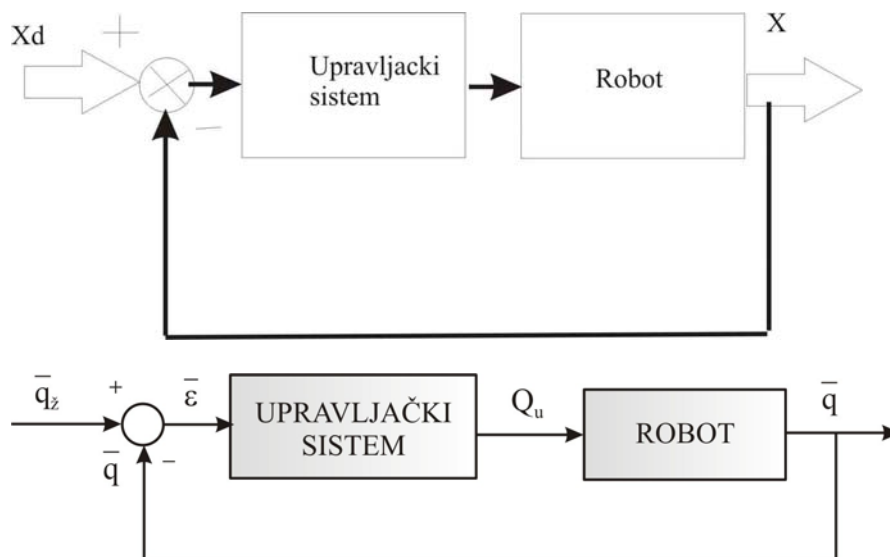 Xd
+
X
Upravljacki
sistem
Robot
−
q̅ž
+
ε̅
UPRAVLJAČKI
SISTEM
Qu
ROBOT
q̅
q̅
−